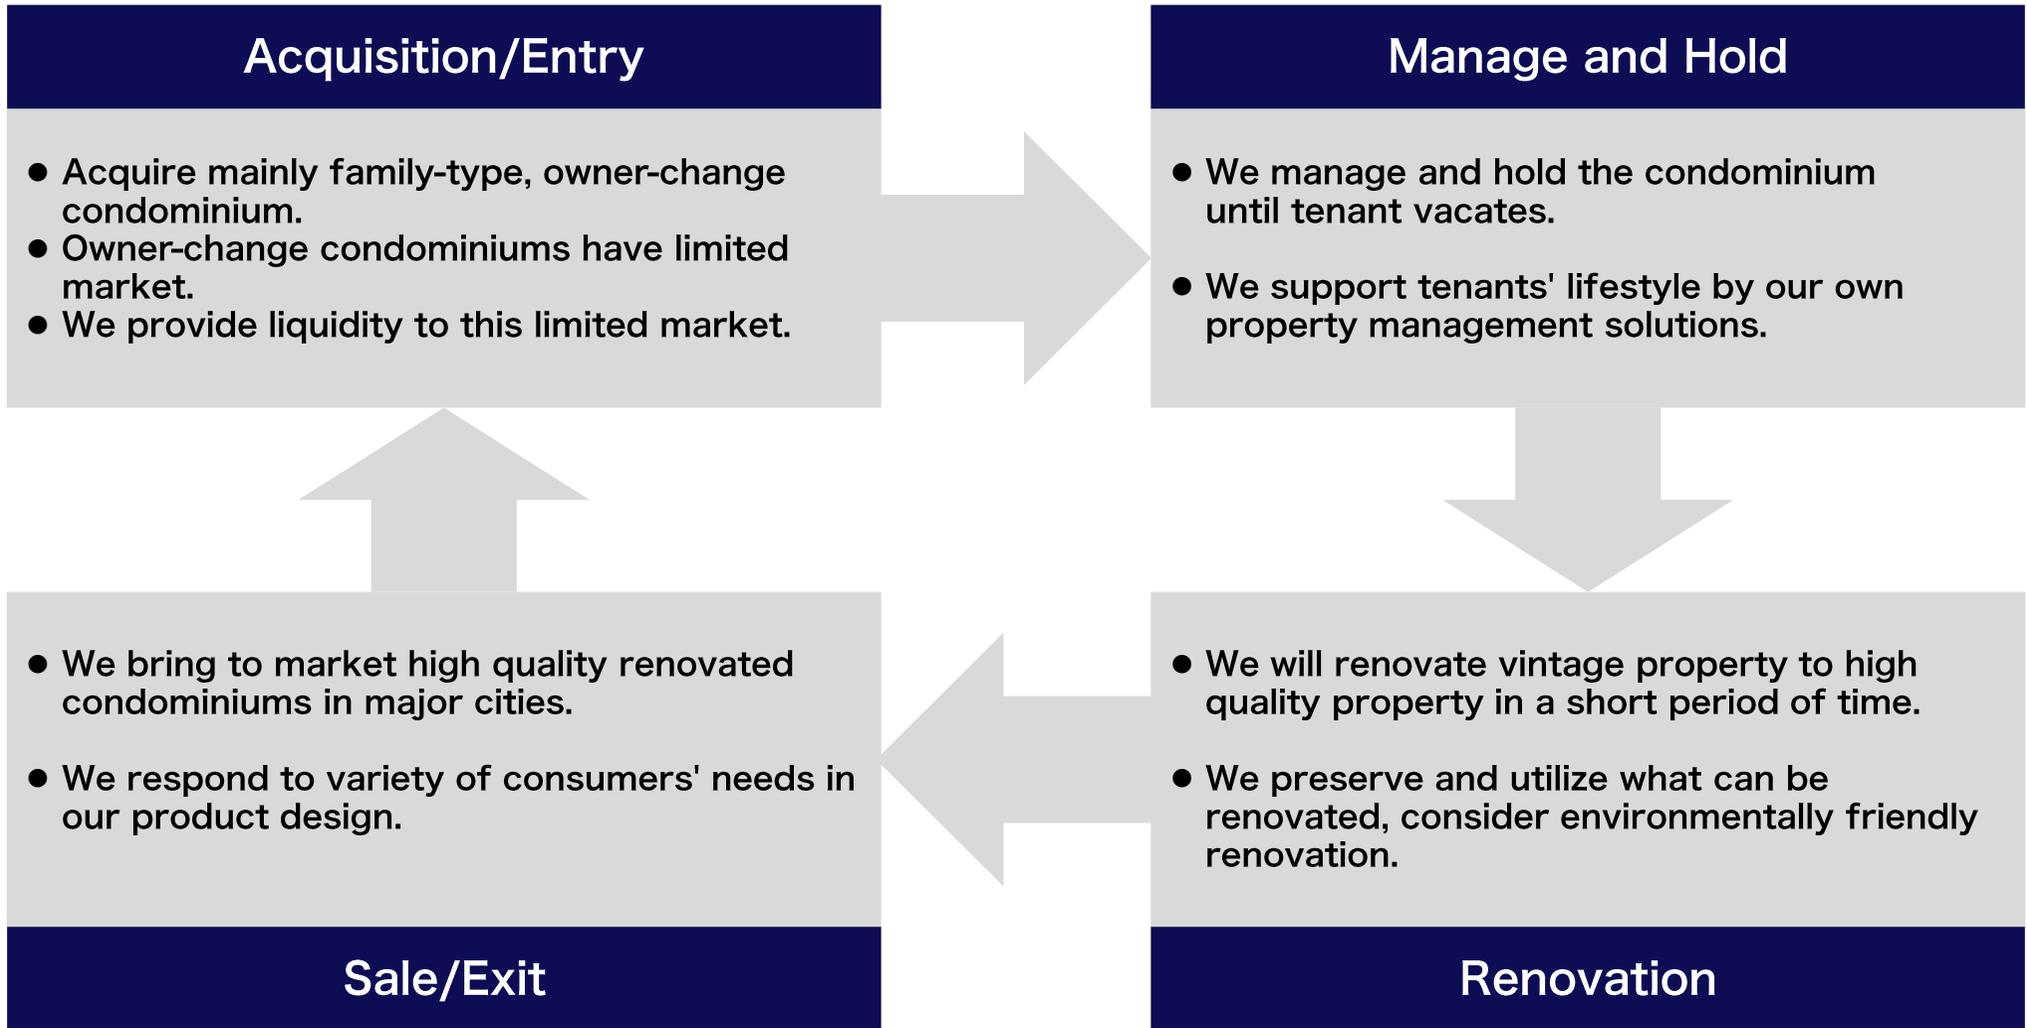 Acquisition/Entry
● Acquire mainly family-type, owner-change
condominium.
● Owner-change condominiums have limited
market.
● We provide liquidity to this limited market.
Manage and Hold
● We manage and hold the condominium
until tenant vacates.
● We support tenants' lifestyle by our own
property management solutions.
● We will renovate vintage property to high
quality property in a short period of time.
● We preserve and utilize what can be
renovated, consider environmentally friendly
renovation.
Renovation
● We bring to market high quality renovated
condominiums in major cities.
● We respond to variety of consumers' needs in
our product design.
Sale/Exit